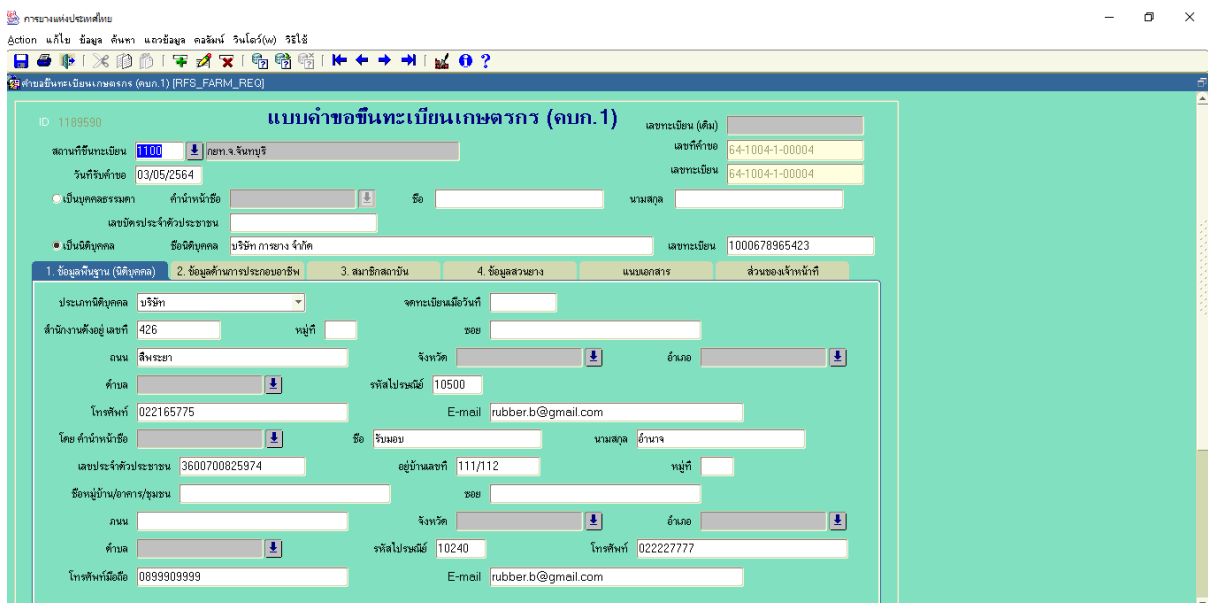 การยางแห่งประเทศไทย
Action แก้ไข ข้อมูล ค้นหา แถวข้อมูล คอลัมน์ วินโดว์(w) วิธีใช้
คำขอขึ้นทะเบียนเกษตรกร (คบก.1) [RFS_FARM_REQ]
ID 1189590 แบบคำขอขึ้นทะเบียนเกษตรกร (คบก.1) เลขทะเบียน (เดิม)
สถานที่ขึ้นทะเบียน 1100 กยท.จ.จันทบุรี เลขที่คำขอ 64-1004-1-00004
วันที่รับคำขอ 03/05/2564 เลขทะเบียน 64-1004-1-00004
เป็นบุคคลธรรมดา คำนำหน้าชื่อ ชื่อ นามสกุล
เลขบัตรประจำตัวประชาชน
เป็นนิติบุคคล ชื่อนิติบุคคล บริษัท การยาง จำกัด เลขทะเบียน 1000678965423
1. ข้อมูลพื้นฐาน (นิติบุคคล) 2. ข้อมูลด้านการประกอบอาชีพ 3. สมาชิกสถาบัน 4. ข้อมูลสวนยาง แนบเอกสาร ส่วนของเจ้าหน้าที่
ประเภทนิติบุคคล บริษัท จดทะเบียนเมื่อวันที่
สำนักงานตั้งอยู่ เลขที่ 426 หมู่ที่ ซอย
ถนน สี่พระยา จังหวัด อำเภอ
ตำบล รหัสไปรษณีย์ 10500
โทรศัพท์ 022165775 E-mail rubber.b@gmail.com
โดย คำนำหน้าชื่อ ชื่อ รับมอบ นามสกุล อำนาจ
เลขประจำตัวประชาชน 3600700825974 อยู่บ้านเลขที่ 111/112 หมู่ที่
ชื่อหมู่บ้าน/อาคาร/ชุมชน ซอย
ถนน จังหวัด อำเภอ
ตำบล รหัสไปรษณีย์ 10240 โทรศัพท์ 022227777
โทรศัพท์มือถือ 0899909999 E-mail rubber.b@gmail.com